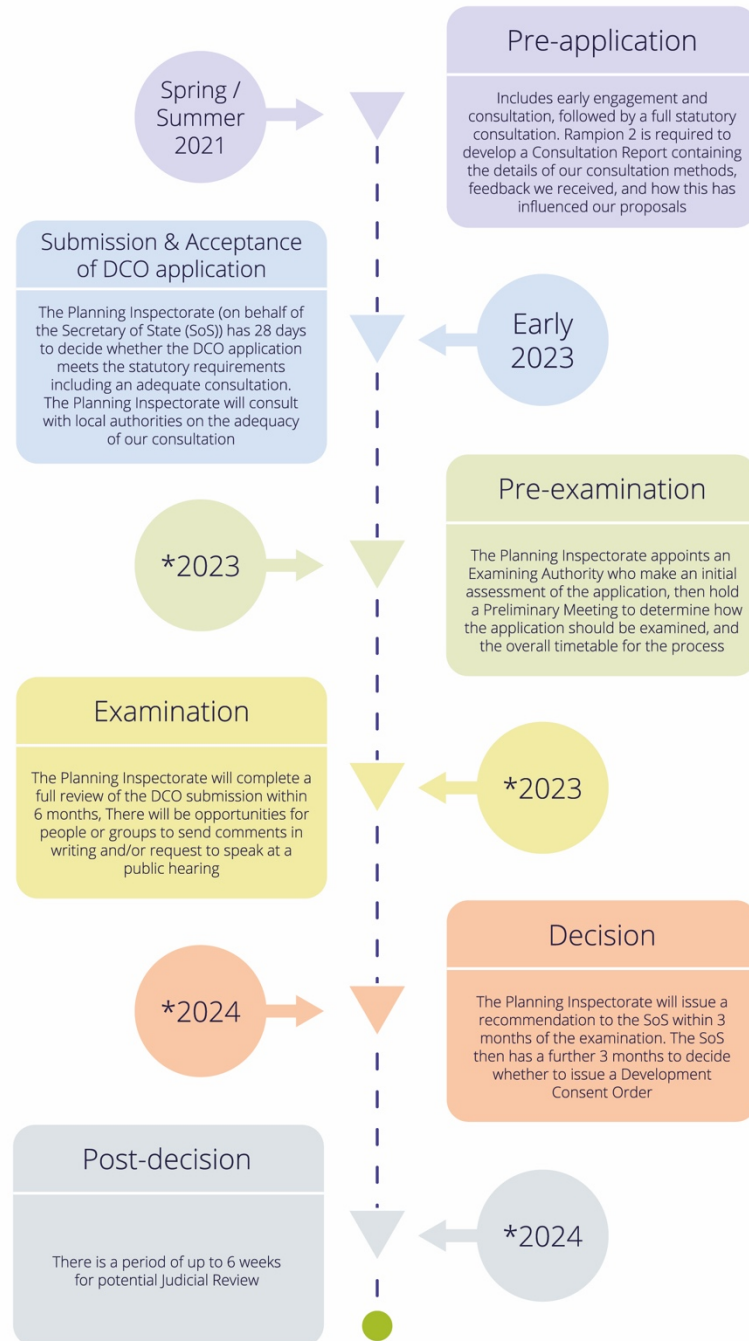 Pre-application
Spring /
Summer
2021
Includes early engagement and
consultation, followed by a full statutory
consultation. Rampion 2 is required to
develop a Consultation Report containing
the details of our consultation methods,
feedback we received, and how this has
influenced our proposals
Submission & Acceptance
of DCO application
The Planning Inspectorate (on behalf of
the Secretary of State (SoS)) has 28 days
to decide whether the DCO application
meets the statutory requirements
including an adequate consultation.
The Planning Inspectorate will consult
with local authorities on the adequacy
of our consultation
Early
2023
Pre-examination
*2023
The Planning Inspectorate appoints an
Examining Authority who make an initial
assessment of the application, then hold
a Preliminary Meeting to determine how
the application should be examined, and
the overall timetable for the process
Examination
The Planning Inspectorate will complete a
full review of the DCO submission within
6 months, There will be opportunities for
people or groups to send comments in
writing and/or request to speak at a
public hearing
*2023
Decision
*2024
The Planning Inspectorate will issue a
recommendation to the SoS within 3
months of the examination. The SoS
then has a further 3 months to decide
whether to issue a Development
Consent Order
Post-decision
There is a period of up to 6 weeks
for potential Judicial Review
*2024